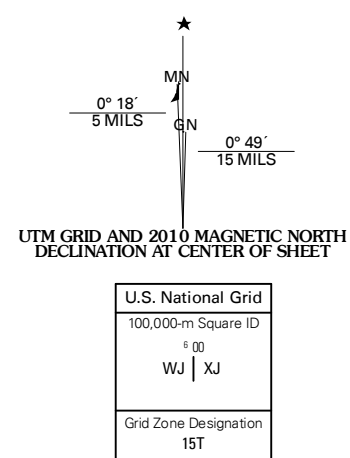 ★
MN
0° 18´
5 MILS
GN
0° 49´
15 MILS
UTM GRID AND 2010 MAGNETIC NORTH
DECLINATION AT CENTER OF SHEET
U.S. National Grid
100,000-m Square ID
6 00
WJ | XJ
Grid Zone Designation
15T